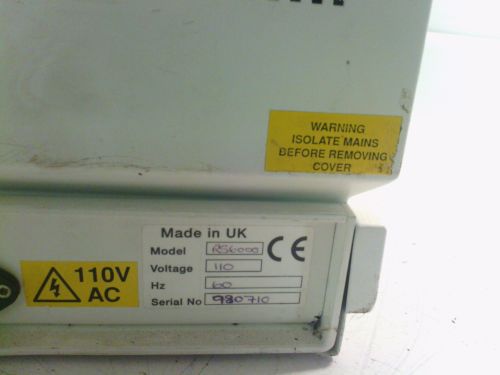 WARNING
ISOLATE MAINS
BEFORE REMOVING
COVER
Made in UK
Model RS6000
CE
Voltage 110
Hz 60
Serial No 980710
110V
AC